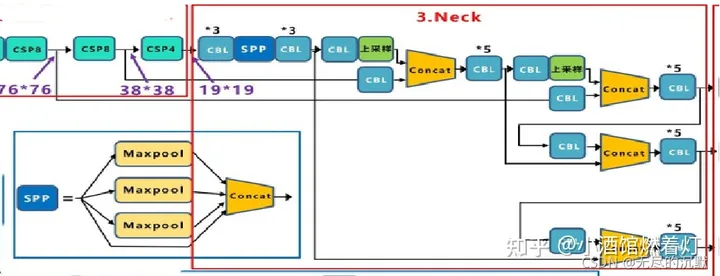 3.Neck
CSP8
CSP8
CSP4
*3
CBL
SPP
*3
CBL
CBL
上采样
CBL
Concat
*5
CBL
CBL
上采样
CBL
Concat
*5
CBL
76*76
38*38
19*19
CBL
Concat
*5
CBL
SPP
=
Maxpool
Maxpool
Maxpool
Concat
CBL
*5
CBL
知乎 @小酒馆燃着灯
CSDN @无尽的沉默